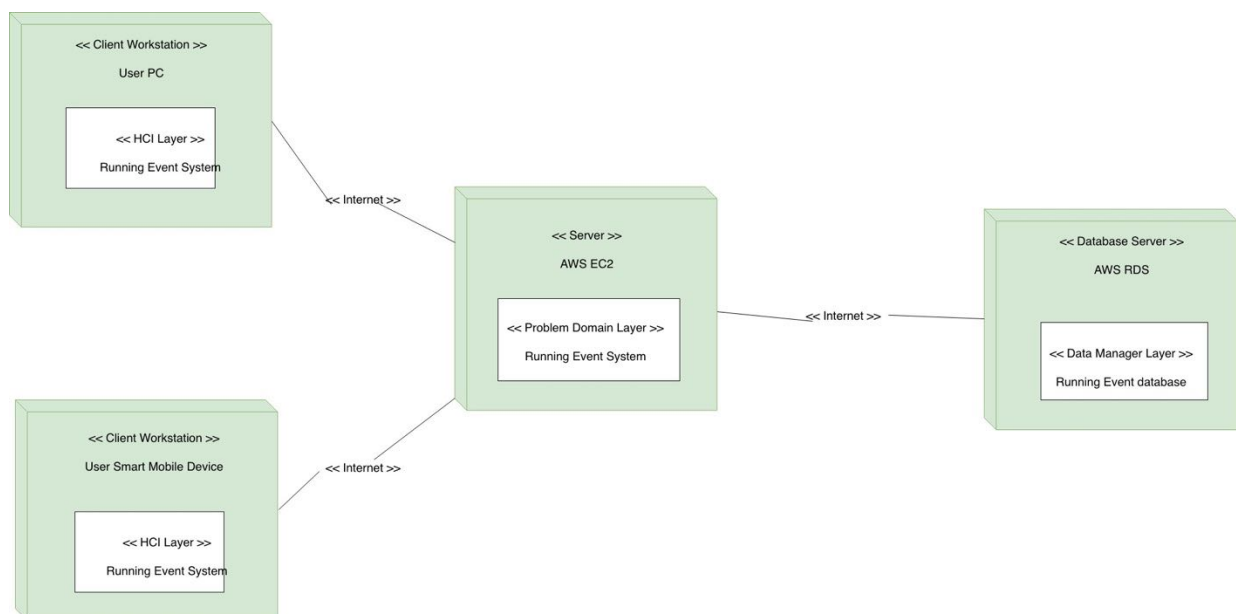 << Client Workstation >>
User PC
<< HCI Layer >>
Running Event System
<< Internet >>
<< Server >>
AWS EC2
<< Problem Domain Layer >>
Running Event System
<< Internet >>
<< Database Server >>
AWS RDS
<< Data Manager Layer >>
Running Event database
<< Client Workstation >>
User Smart Mobile Device
<< HCI Layer >>
Running Event System
<< Internet >>